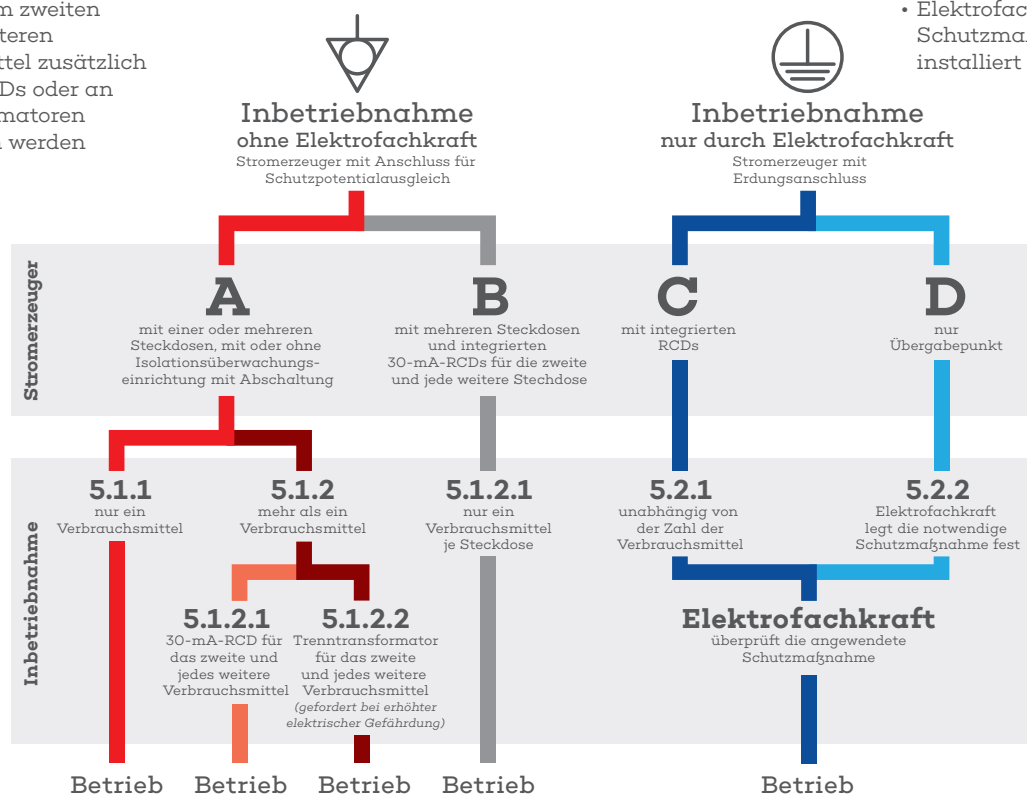 m zweiten
teren
ttel zusätzlich
Ds oder an
matoren
n werden
• Elektrofac
Schutzma
installiert
Inbetriebnahme
ohne Elektrofachkraft
Stromerzeuger mit Anschluss für
Schutzpotentialausgleich
Inbetriebnahme
nur durch Elektrofachkraft
Stromerzeuger mit
Erdungsanschluss
Stromerzeuger
A
mit einer oder mehreren
Steckdosen, mit oder ohne
Isolationsüberwachungs-
einrichtung mit Abschaltung
B
mit mehreren Steckdosen
und integrierten
30-mA-RCDs für die zweite
und jede weitere Stechdose
C
mit integrierten
RCDs
D
nur
Übergabepunkt
Inbetriebnahme
5.1.1
nur ein
Verbrauchsmittel
5.1.2
mehr als ein
Verbrauchsmittel
5.1.2.1
nur ein
Verbrauchsmittel
je Steckdose
5.2.1
unabhängig von
der Zahl der
Verbrauchsmittel
5.2.2
Elektrofachkraft
legt die notwendige
Schutzmaßnahme fest
5.1.2.1
30-mA-RCD für
das zweite und
jedes weitere
Verbrauchsmittel
5.1.2.2
Trenntransformator
für das zweite
und jedes weitere
Verbrauchsmittel
(gefordert bei erhöhter
elektrischer Gefährdung)
Elektrofachkraft
überprüft die angewendete
Schutzmaßnahme
Betrieb
Betrieb
Betrieb
Betrieb
Betrieb